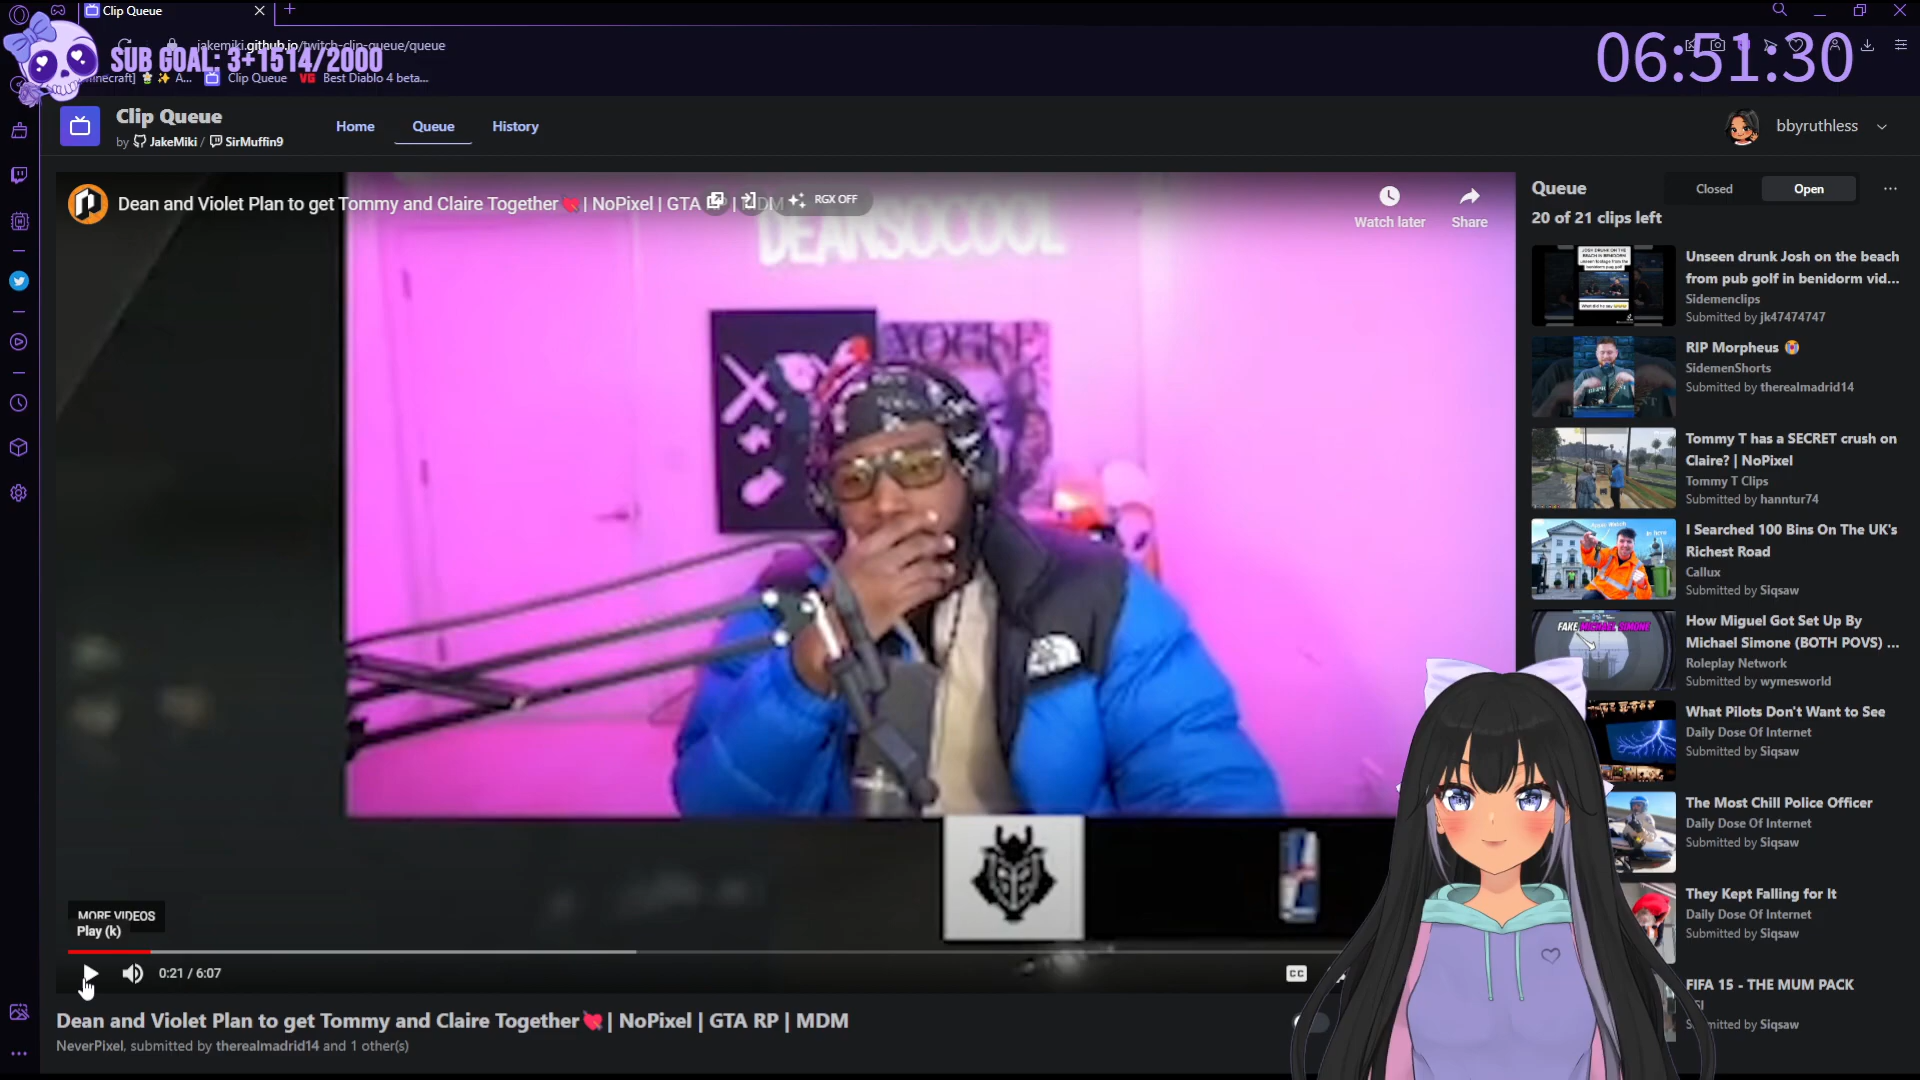 Clip Queue
SUB GOAL: 3+1514/2000
06:51:30
jakemiki.github.io/twitch-clip-queue/queue
Clip Queue
VG Best Diablo 4 beta...
Clip Queue
by JakeMiki / SirMuffin9
Home
Queue
History
bbyruthless
Dean and Violet Plan to get Tommy and Claire Together💘 | NoPixel | GTA
RGX OFF
Watch later
Share
DEANSOCOOL
VOGUE
MORE VIDEOS
Play (k)
0:21 / 6:07
CC
Dean and Violet Plan to get Tommy and Claire Together💘 | NoPixel | GTA RP | MDM
NeverPixel, submitted by therealmadrid14 and 1 other(s)
Queue
Closed
Open
20 of 21 clips left
Unseen drunk Josh on the beach
from pub golf in benidorm vid...
Sidemenclips
Submitted by jk47474747
RIP Morpheus 😭
SidemenShorts
Submitted by therealmadrid14
Tommy T has a SECRET crush on
Claire? | NoPixel
Tommy T Clips
Submitted by hanntur74
I Searched 100 Bins On The UK's
Richest Road
Callux
Submitted by Siqsaw
FAKE MICHAEL SIMONE
How Miguel Got Set Up By
Michael Simone (BOTH POVS) ...
Roleplay Network
Submitted by wymesworld
What Pilots Don't Want to See
Daily Dose Of Internet
Submitted by Siqsaw
The Most Chill Police Officer
Daily Dose Of Internet
Submitted by Siqsaw
They Kept Falling for It
Daily Dose Of Internet
Submitted by Siqsaw
FIFA 15 - THE MUM PACK
Submitted by Siqsaw